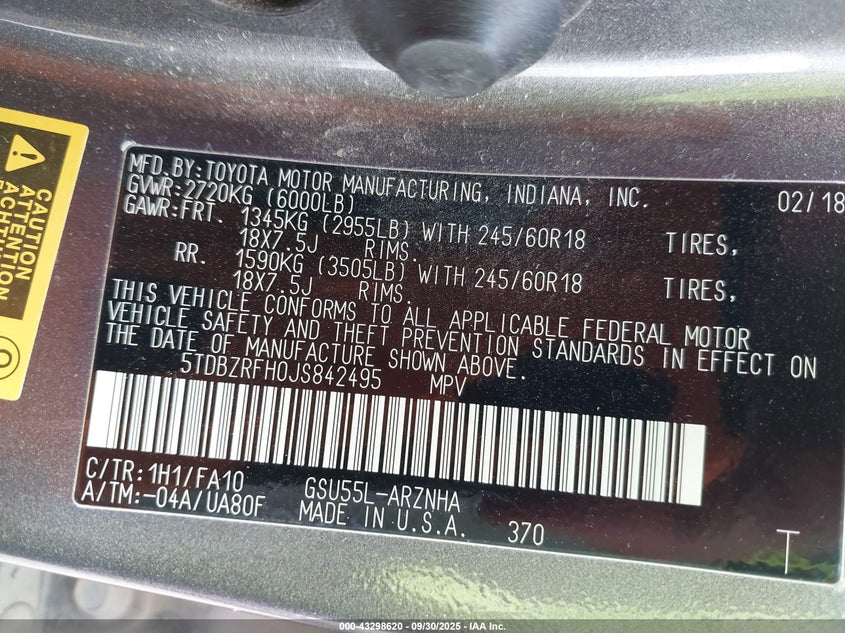 CAUTION
ATTENTION
ACHTUNG
MFD.BY:TOYOTA MOTOR MANUFACTURING, INDIANA, INC. 02/18
GVWR:2720KG (6000LB)
GAWR:FRT. 1345KG (2955LB) WITH 245/60R18 TIRES,
18X7.5J RIMS.
RR. 1590KG (3505LB) WITH 245/60R18 TIRES,
18X7.5J RIMS.
THIS VEHICLE CONFORMS TO ALL APPLICABLE FEDERAL MOTOR
VEHICLE SAFETY AND THEFT PREVENTION STANDARDS IN EFFECT ON
THE DATE OF MANUFACTURE SHOWN ABOVE.
5TDBZRFH0JS842495 MPV
C/TR:1H1/FA10 GSU55L-ARZNHA
A/TM:-04A/UA80F MADE IN U.S.A. 370
T
000-43298620 - 09/30/2025 - IAA Inc.